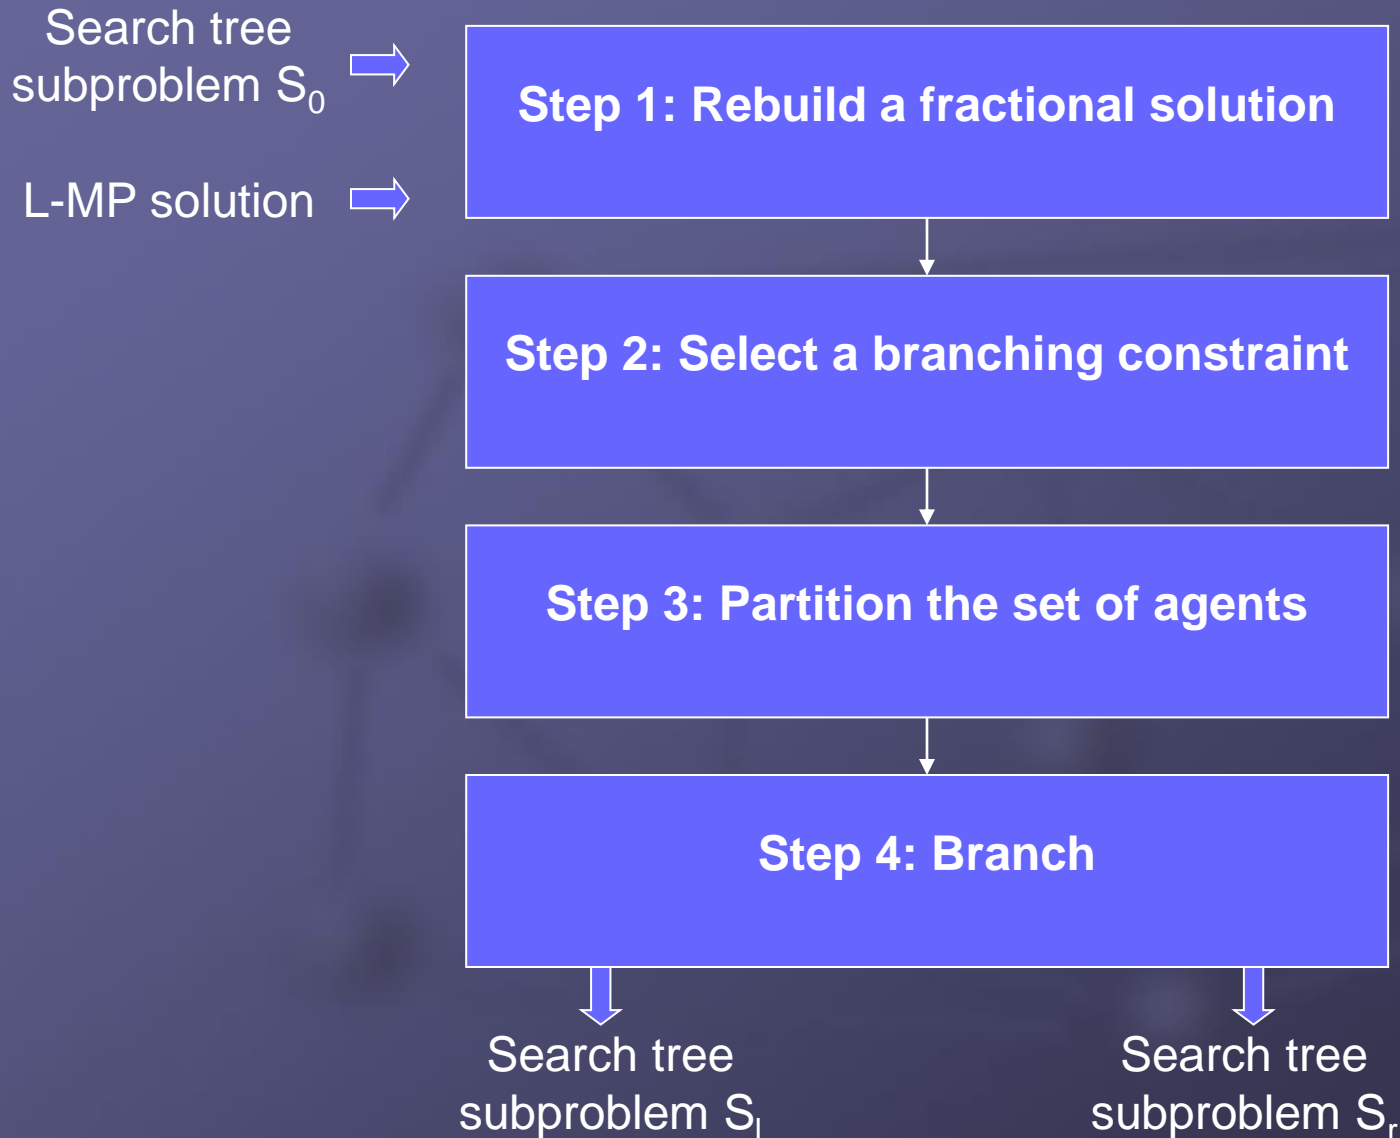 Search tree
subproblem S₀
L-MP solution
Step 1: Rebuild a fractional solution
Step 2: Select a branching constraint
Step 3: Partition the set of agents
Step 4: Branch
Search tree
subproblem Sₗ
Search tree
subproblem Sᵣ